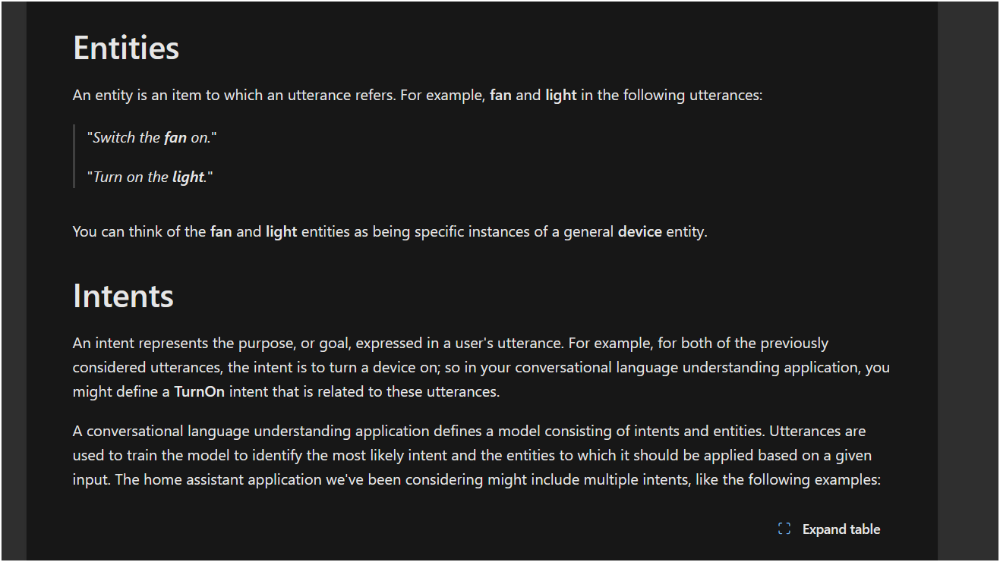 Entities
An entity is an item to which an utterance refers. For example, fan and light in the following utterances:
"Switch the fan on."
"Turn on the light."
You can think of the fan and light entities as being specific instances of a general device entity.
Intents
An intent represents the purpose, or goal, expressed in a user's utterance. For example, for both of the previously
considered utterances, the intent is to turn a device on; so in your conversational language understanding application, you
might define a TurnOn intent that is related to these utterances.
A conversational language understanding application defines a model consisting of intents and entities. Utterances are
used to train the model to identify the most likely intent and the entities to which it should be applied based on a given
input. The home assistant application we've been considering might include multiple intents, like the following examples:
Expand table